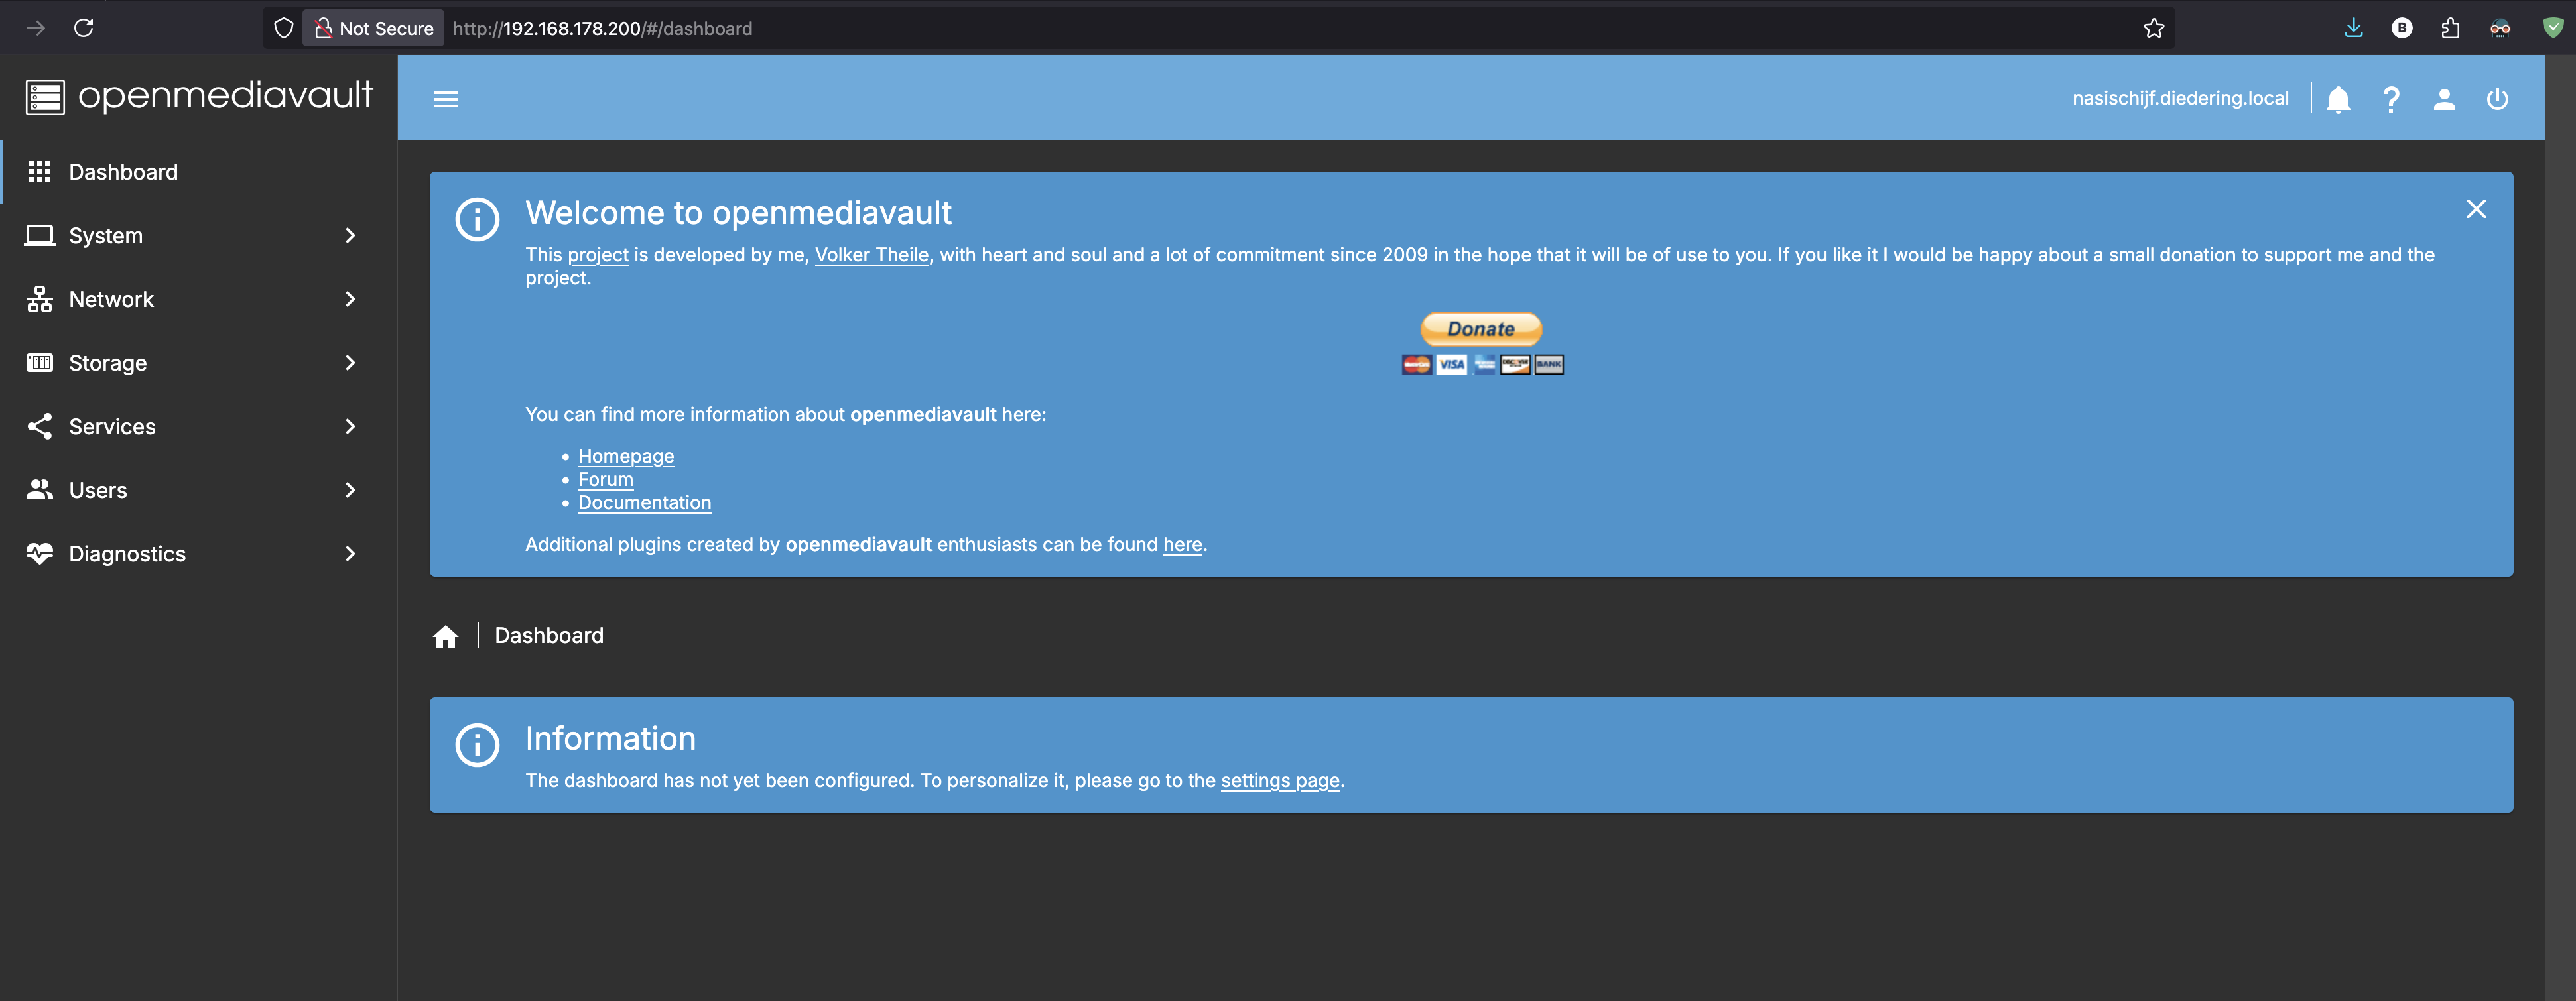 Not Secure
http://192.168.178.200/#/dashboard
B
openmediavault
nasischijf.diedering.local
Dashboard
System
Network
Storage
Services
Users
Diagnostics
Welcome to openmediavault
This project is developed by me, Volker Theile, with heart and soul and a lot of commitment since 2009 in the hope that it will be of use to you. If you like it I would be happy about a small donation to support me and the
project.
Donate
VISA
DISCOVER
BANK
You can find more information about openmediavault here:
Homepage
Forum
Documentation
Additional plugins created by openmediavault enthusiasts can be found here.
Dashboard
Information
The dashboard has not yet been configured. To personalize it, please go to the settings page.